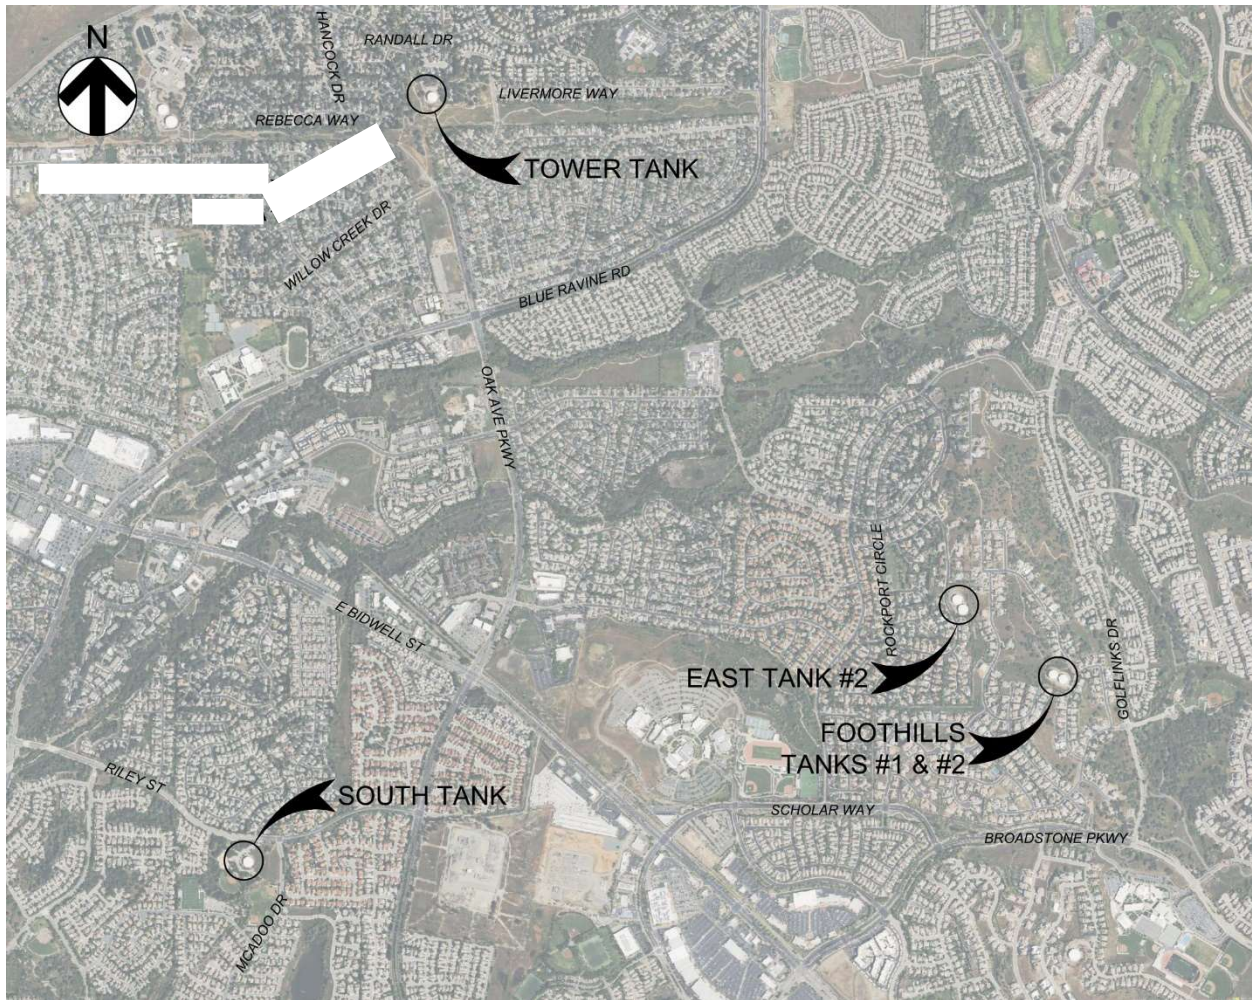 N
HANCOCK DR
RANDALL DR
LIVERMORE WAY
REBECCA WAY
TOWER TANK
WILLOW CREEK DR
BLUE RAVINE RD
OAK AVE PKWY
ROCKPORT CIRCLE
E BIDWELL ST
GOLFLINKS DR
EAST TANK #2
FOOTHILLS
TANKS #1 & #2
RILEY ST
SOUTH TANK
SCHOLAR WAY
BROADSTONE PKWY
MCADOO DR